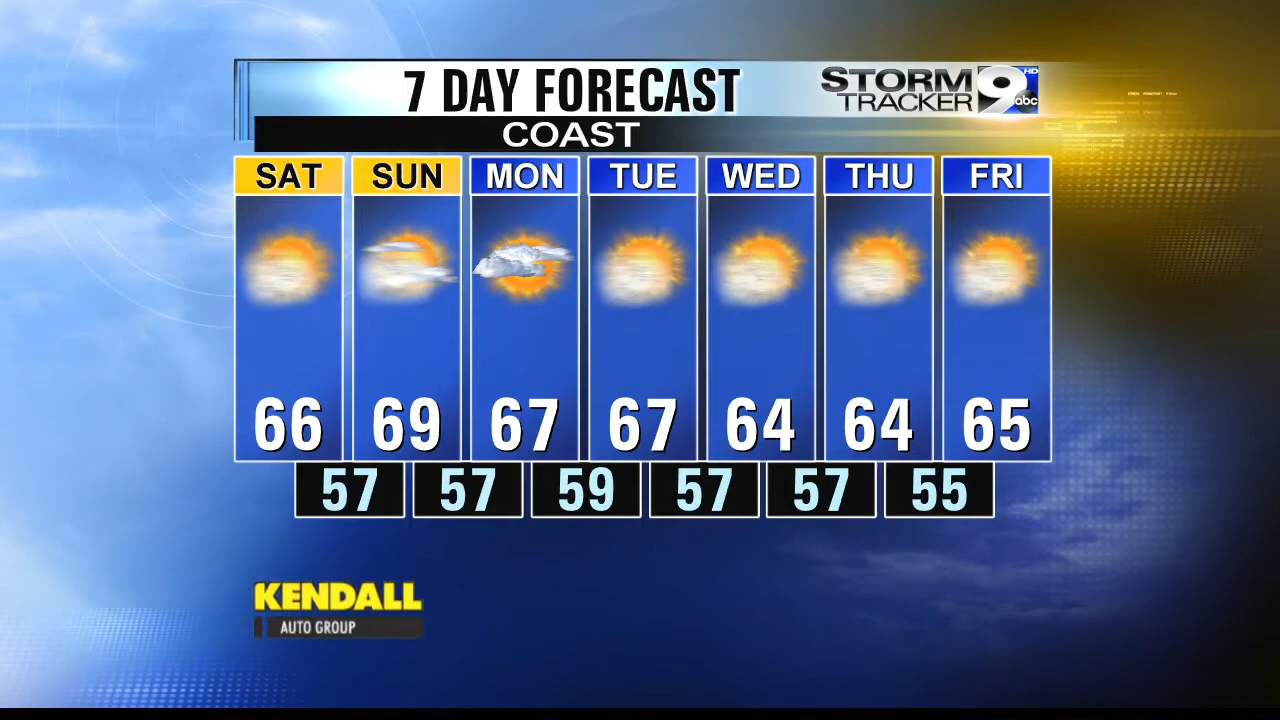 7 DAY FORECAST
STORM TRACKER 9 HD abc
COAST
SAT SUN MON TUE WED THU FRI
66 69 67 67 64 64 65
57 57 59 57 57 55
KENDALL
AUTO GROUP